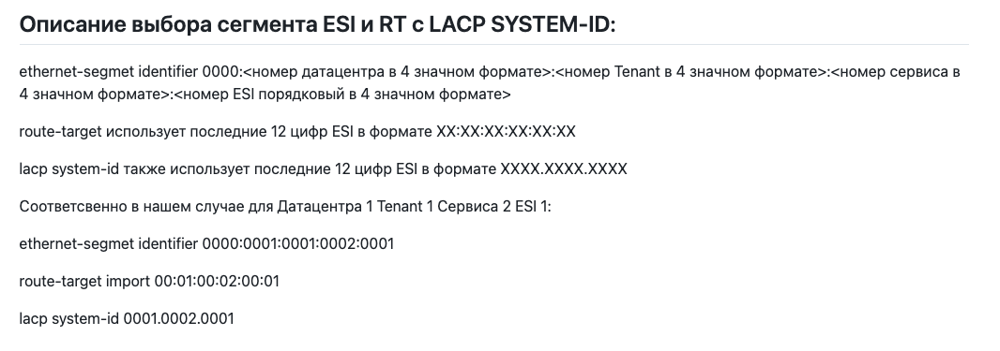 Описание выбора сегмента ESI и RT с LACP SYSTEM-ID:
ethernet-segmet identifier 0000:<номер датацентра в 4 значном формате>:<номер Tenant в 4 значном формате>:<номер сервиса в
4 значном формате>:<номер ESI порядковый в 4 значном формате>
route-target использует последние 12 цифр ESI в формате XX:XX:XX:XX:XX:XX
lacp system-id также использует последние 12 цифр ESI в формате XXXX.XXXX.XXXX
Соответсвенно в нашем случае для Датацентра 1 Tenant 1 Сервиса 2 ESI 1:
ethernet-segmet identifier 0000:0001:0001:0002:0001
route-target import 00:01:00:02:00:01
lacp system-id 0001.0002.0001